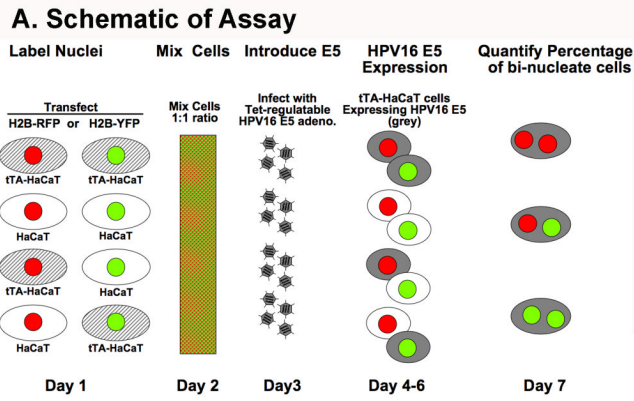 A. Schematic of Assay
Label Nuclei
Mix Cells
Introduce E5
HPV16 E5
Expression
Quantify Percentage
of bi-nucleate cells
Transfect
H2B-RFP or H2B-YFP
Mix Cells
1:1 ratio
Infect with
Tet-regulatable
HPV16 E5 adeno.
tTA-HaCaT cells
Expressing HPV16 E5
(grey)
tTA-HaCaT
tTA-HaCaT
HaCaT
HaCaT
tTA-HaCaT
HaCaT
HaCaT
tTA-HaCaT
Day 1
Day 2
Day3
Day 4-6
Day 7